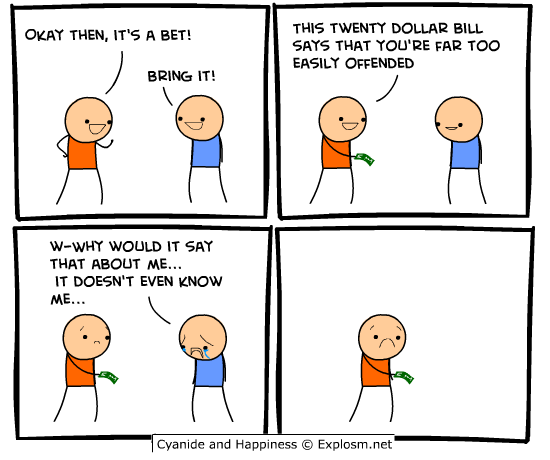 OKAY THEN, IT'S A BET!
BRING IT!
THIS TWENTY DOLLAR BILL
SAYS THAT YOU'RE FAR TOO
EASILY OFFENDED
W-WHY WOULD IT SAY
THAT ABOUT ME...
IT DOESN'T EVEN KNOW
ME...
Cyanide and Happiness © Explosm.net